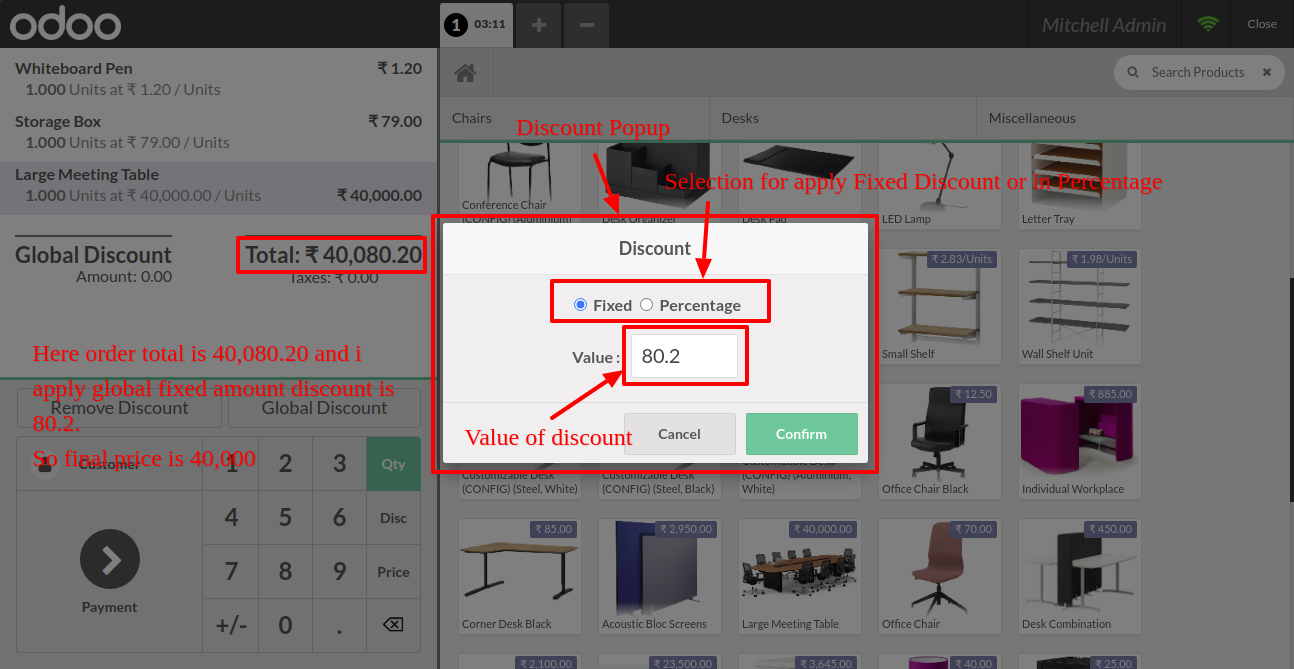 odoo
1 03:11 + −
Mitchell Admin
Close
Whiteboard Pen ₹ 1.20
1.000 Units at ₹ 1.20 / Units
Storage Box ₹ 79.00
1.000 Units at ₹ 79.00 / Units
Large Meeting Table
1.000 Units at ₹ 40,000.00 / Units ₹ 40,000.00
Global Discount Total: ₹ 40,080.20
Amount: 0.00 Taxes: ₹ 0.00
Here order total is 40,080.20 and i
apply global fixed amount discount is
80.2.
So final price is 40,000
Remove Discount Global Discount
Customer
1 2 3 Qty
4 5 6 Disc
7 8 9 Price
+/- 0 .
Payment
Search Products
Chairs Desks Miscellaneous
Discount Popup
Selection for apply Fixed Discount or in Percentage
Conference Chair
(CONFIG) (Aluminium)
Desk Organizer
Desk Pad
LED Lamp
Letter Tray
Discount
Fixed Percentage
Value : 80.2
Value of discount
Cancel Confirm
₹ 2.83/Units
Small Shelf
₹ 1.98/Units
Wall Shelf Unit
Customizable Desk
(CONFIG) (Steel, White)
Customizable Desk
(CONFIG) (Steel, Black)
Customizable Desk
(CONFIG) (Aluminium,
White)
₹ 12.50
Office Chair Black
₹ 885.00
Individual Workplace
₹ 85.00
Corner Desk Black
₹ 2,950.00
Acoustic Bloc Screens
₹ 40,000.00
Large Meeting Table
₹ 70.00
Office Chair
₹ 450.00
Desk Combination
₹ 2,100.00
₹ 23,500.00
₹ 3,645.00
₹ 40.00
₹ 25.00